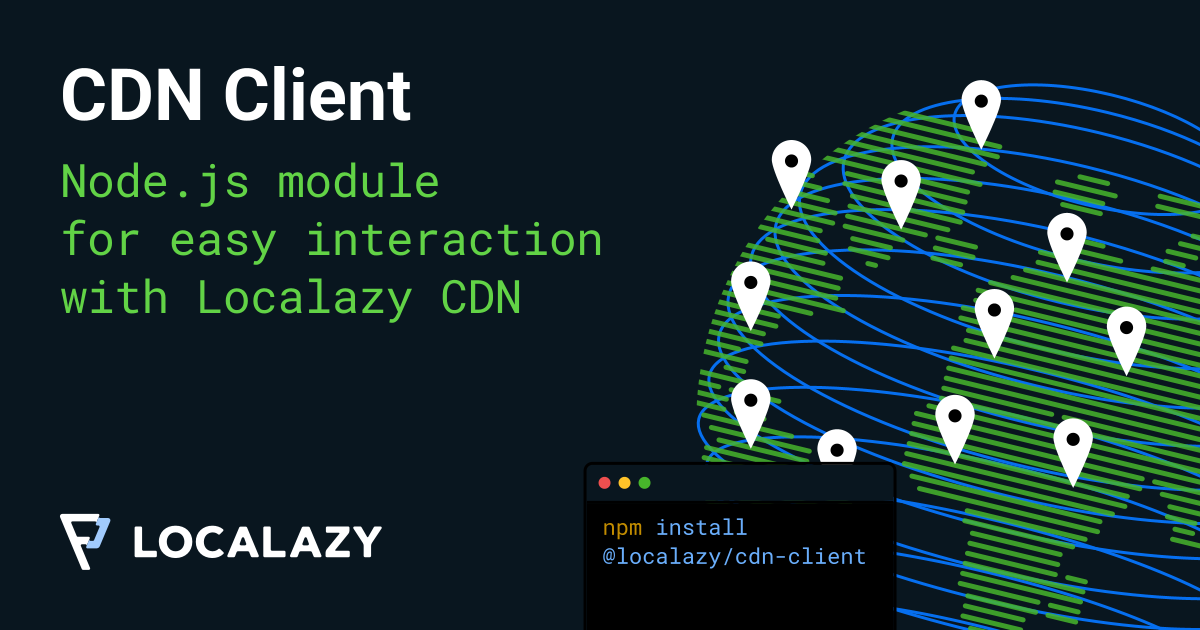 CDN Client
Node.js module
for easy interaction
with Localazy CDN
LOCALAZY
npm install
@localazy/cdn-client